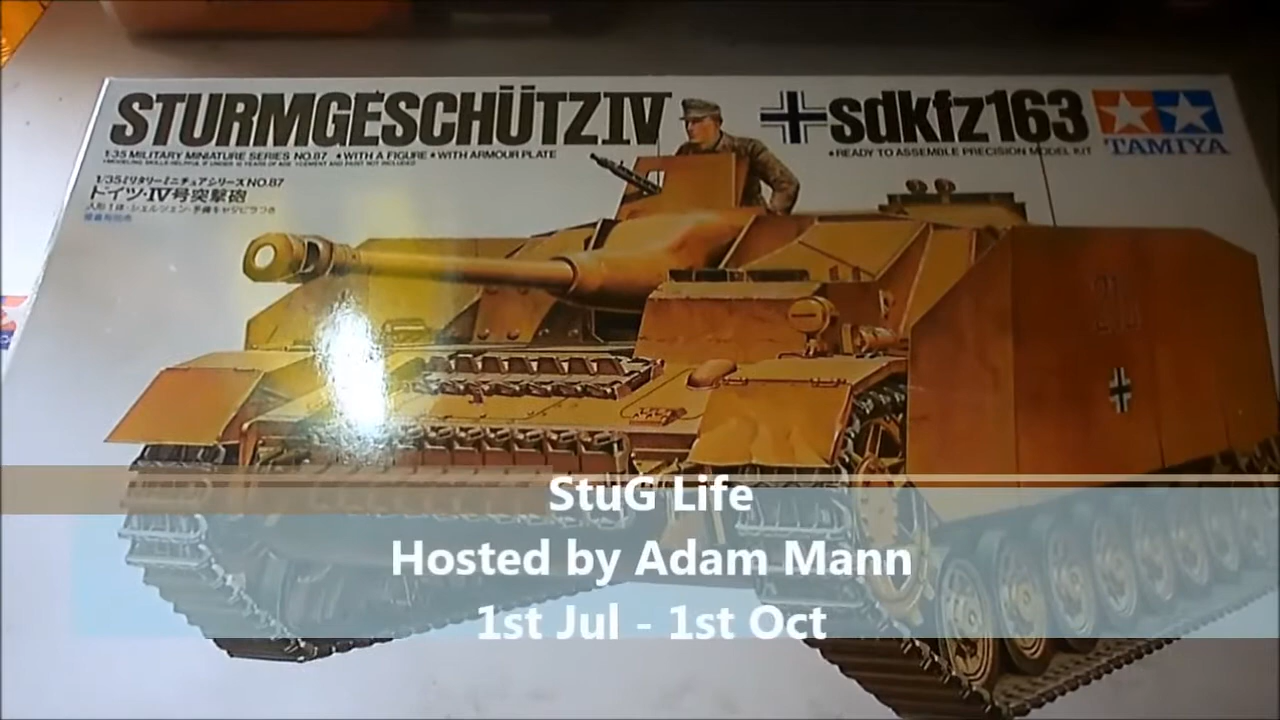 STURMGESCHÜTZ IV
sdkfz163
TAMIYA
1:35 MILITARY MINIATURE SERIES NO.87 • WITH A FIGURE • WITH ARMOUR PLATE
• READY TO ASSEMBLE PRECISION MODEL KIT
1/35ミリタリーミニチュアシリーズNO.87
ドイツ・IV号突撃砲
StuG Life
Hosted by Adam Mann
1st Jul - 1st Oct